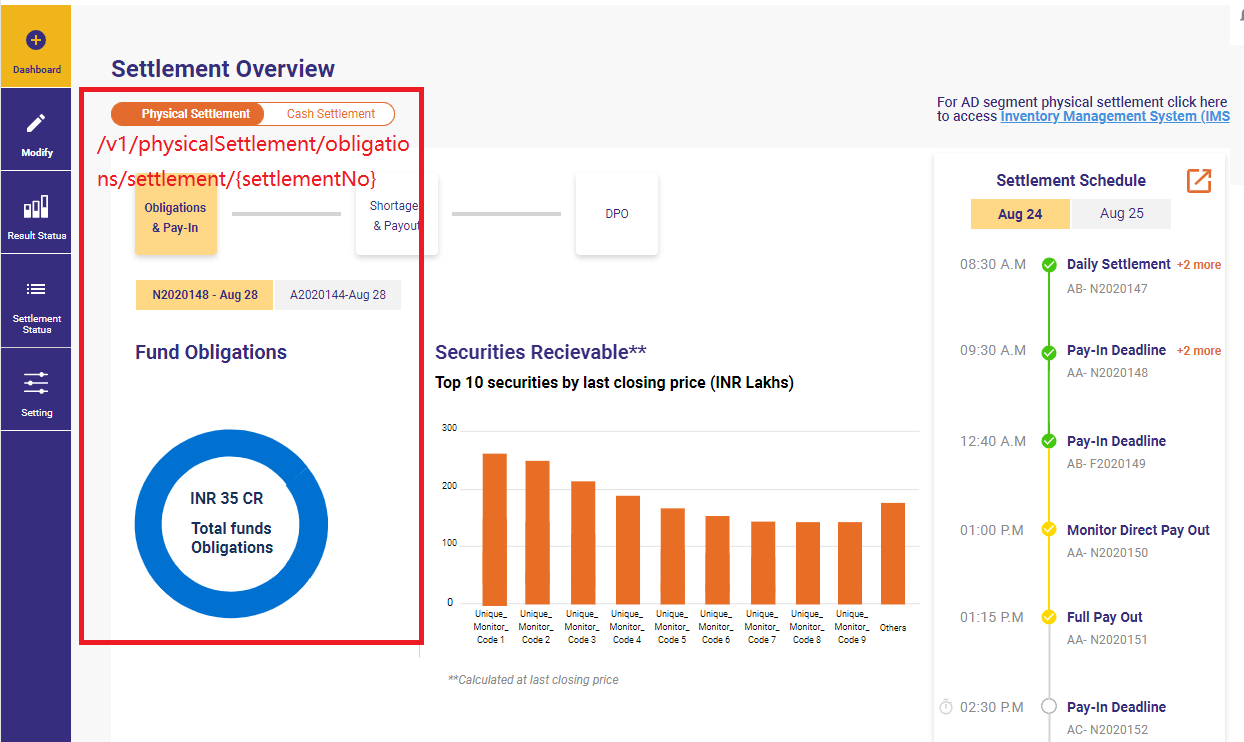 Dashboard
Modify
Result Status
Settlement
Status
Setting
Settlement Overview
Physical Settlement
Cash Settlement
/v1/physicalSettlement/obligatio
ns/settlement/{settlementNo}
For AD segment physical settlement click here
to access Inventory Management System (IMS
Obligations
& Pay-In
Shortage
& Payout
DPO
N2020148 - Aug 28
A2020144-Aug 28
Fund Obligations
INR 35 CR
Total funds
Obligations
Securities Recievable**
Top 10 securities by last closing price (INR Lakhs)
300
200
100
0
Unique_
Monitor_
Code 1
Unique_
Monitor_
Code 2
Unique_
Monitor_
Code 3
Unique_
Monitor_
Code 4
Unique_
Monitor_
Code 5
Unique_
Monitor_
Code 6
Unique_
Monitor_
Code 7
Unique_
Monitor_
Code 8
Unique_
Monitor_
Code 9
Others
**Calculated at last closing price
Settlement Schedule
Aug 24
Aug 25
08:30 A.M
Daily Settlement +2 more
AB- N2020147
09:30 A.M
Pay-In Deadline +2 more
AA- N2020148
12:40 A.M
Pay-In Deadline
AB- F2020149
01:00 P.M
Monitor Direct Pay Out
AA- N2020150
01:15 P.M
Full Pay Out
AA- N2020151
02:30 P.M
Pay-In Deadline
AC- N2020152